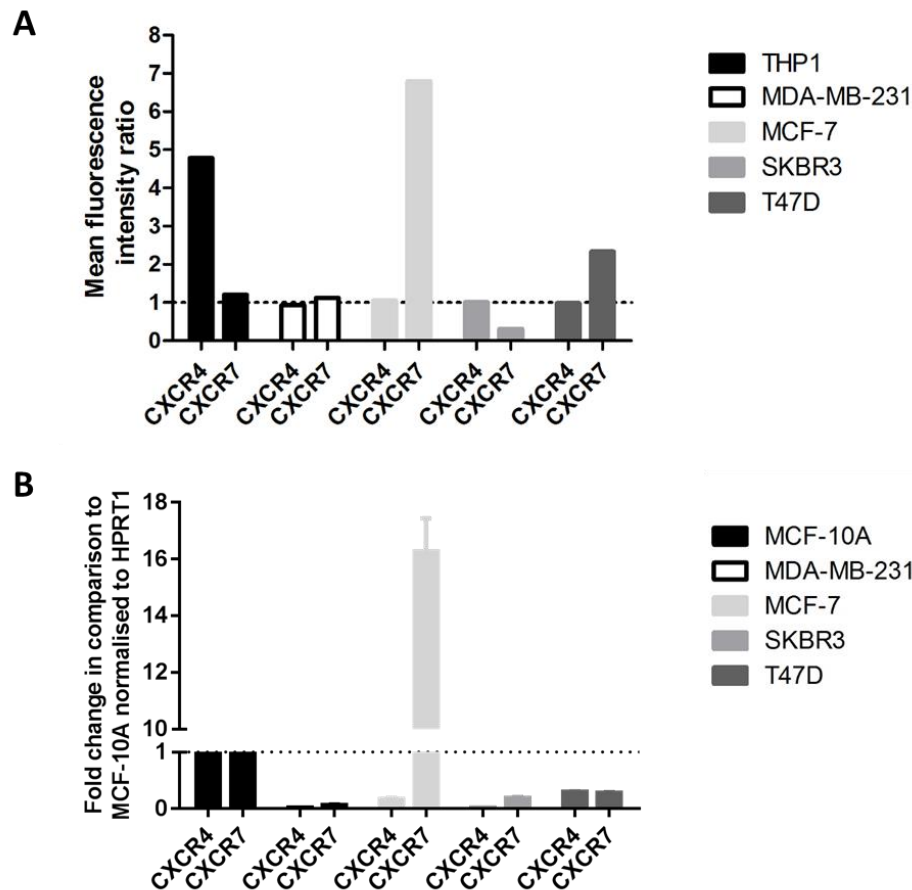 A
Mean fluorescence
intensity ratio
8
7
6
5
4
3
2
1
0
CXCR4
CXCR7
CXCR4
CXCR7
CXCR4
CXCR7
CXCR4
CXCR7
CXCR4
CXCR7
THP1
MDA-MB-231
MCF-7
SKBR3
T47D
B
Fold change in comparison to
MCF-10A normalised to HPRT1
18
16
14
12
10
1
0
CXCR4
CXCR7
CXCR4
CXCR7
CXCR4
CXCR7
CXCR4
CXCR7
CXCR4
CXCR7
MCF-10A
MDA-MB-231
MCF-7
SKBR3
T47D